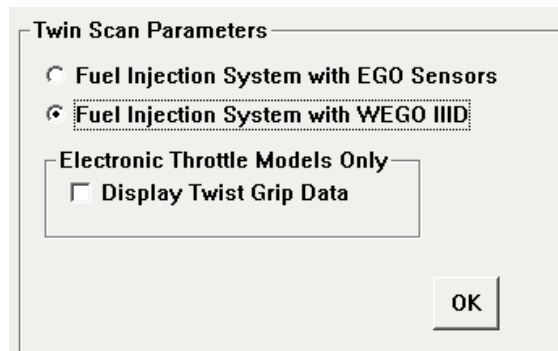 Twin Scan Parameters
Fuel Injection System with EGO Sensors
Fuel Injection System with WEGO IIID
Electronic Throttle Models Only
Display Twist Grip Data
OK